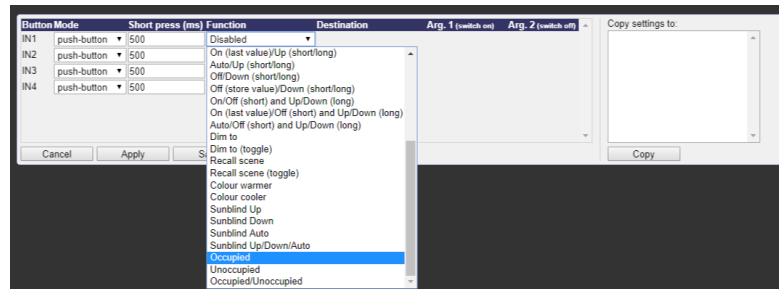 Button Mode Short press (ms) Function Destination Arg. 1 (switch on) Arg. 2 (switch off) Copy settings to:
IN1 push-button 500 Disabled
IN2 push-button 500
IN3 push-button 500
IN4 push-button 500
On (last value)/Up (short/long)
Auto/Up (short/long)
Off/Down (short/long)
Off (store value)/Down (short/long)
On/Off (short) and Up/Down (long)
On (last value)/Off (short) and Up/Down (long)
Auto/Off (short) and Up/Down (long)
Dim to
Dim to (toggle)
Recall scene
Recall scene (toggle)
Colour warmer
Colour cooler
Sunblind Up
Sunblind Down
Sunblind Auto
Sunblind Up/Down/Auto
Occupied
Unoccupied
Occupied/Unoccupied
Cancel Apply Copy